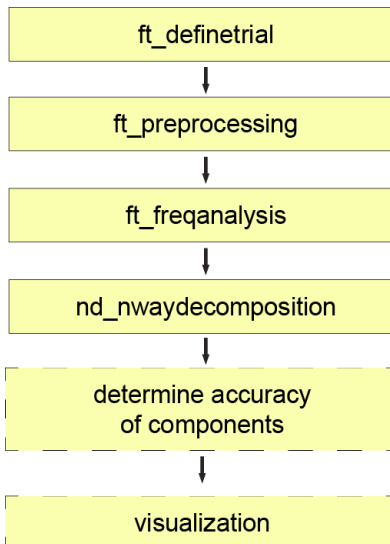 ft_definetrial
ft_preprocessing
ft_freqanalysis
nd_nwaydecomposition
determine accuracy
of components
visualization